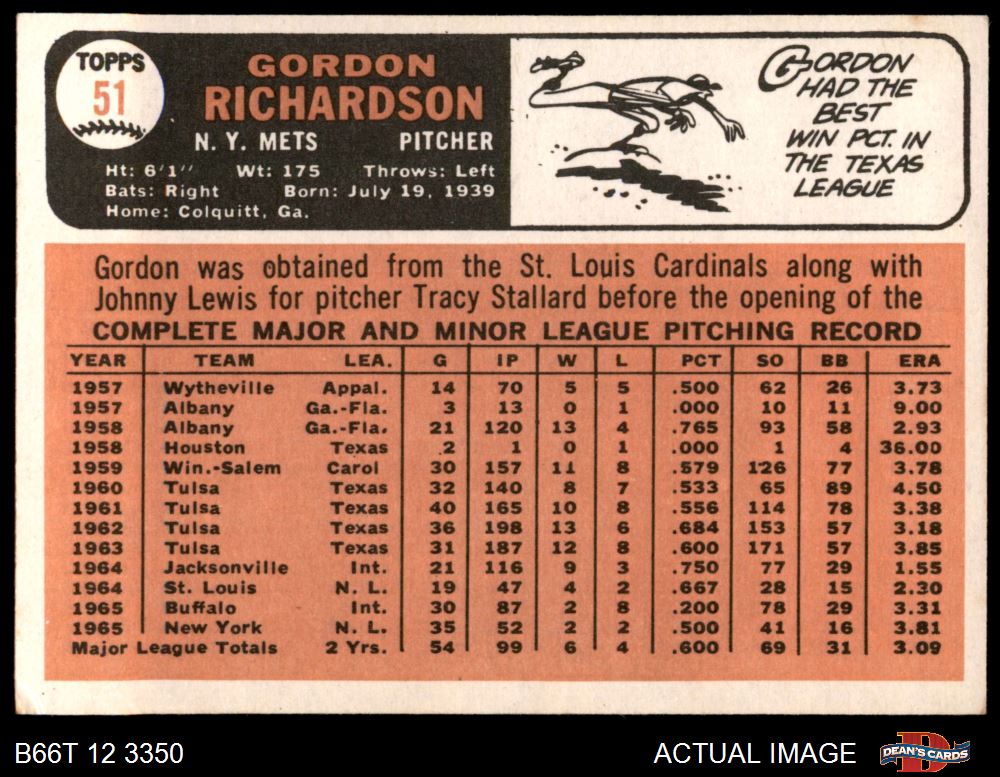 TOPPS
51
GORDON
RICHARDSON
N. Y. METS PITCHER
Ht: 6'1" Wt: 175 Throws: Left
Bats: Right Born: July 19, 1939
Home: Colquitt, Ga.
GORDON
HAD THE
BEST
WIN PCT. IN
THE TEXAS
LEAGUE
Gordon was obtained from the St. Louis Cardinals along with
Johnny Lewis for pitcher Tracy Stallard before the opening of the
COMPLETE MAJOR AND MINOR LEAGUE PITCHING RECORD
YEAR TEAM LEA. G IP W L PCT SO BB ERA
1957 Wytheville Appal. 14 70 5 5 .500 62 26 3.73
1957 Albany Ga.-Fla. 3 13 0 1 .000 10 11 9.00
1958 Albany Ga.-Fla. 21 120 13 4 .765 93 58 2.93
1958 Houston Texas 2 1 0 1 .000 1 4 36.00
1959 Win.-Salem Carol 30 157 11 8 .579 126 77 3.78
1960 Tulsa Texas 32 140 8 7 .533 65 89 4.50
1961 Tulsa Texas 40 165 10 8 .556 114 78 3.38
1962 Tulsa Texas 36 198 13 6 .684 153 57 3.18
1963 Tulsa Texas 31 187 12 8 .600 171 57 3.85
1964 Jacksonville Int. 21 116 9 3 .750 77 29 1.55
1964 St. Louis N. L. 19 47 4 2 .667 28 15 2.30
1965 Buffalo Int. 30 87 2 8 .200 78 29 3.31
1965 New York N. L. 35 52 2 2 .500 41 16 3.81
Major League Totals 2 Yrs. 54 99 6 4 .600 69 31 3.09
B66T 12 3350 ACTUAL IMAGE DEAN'S CARDS